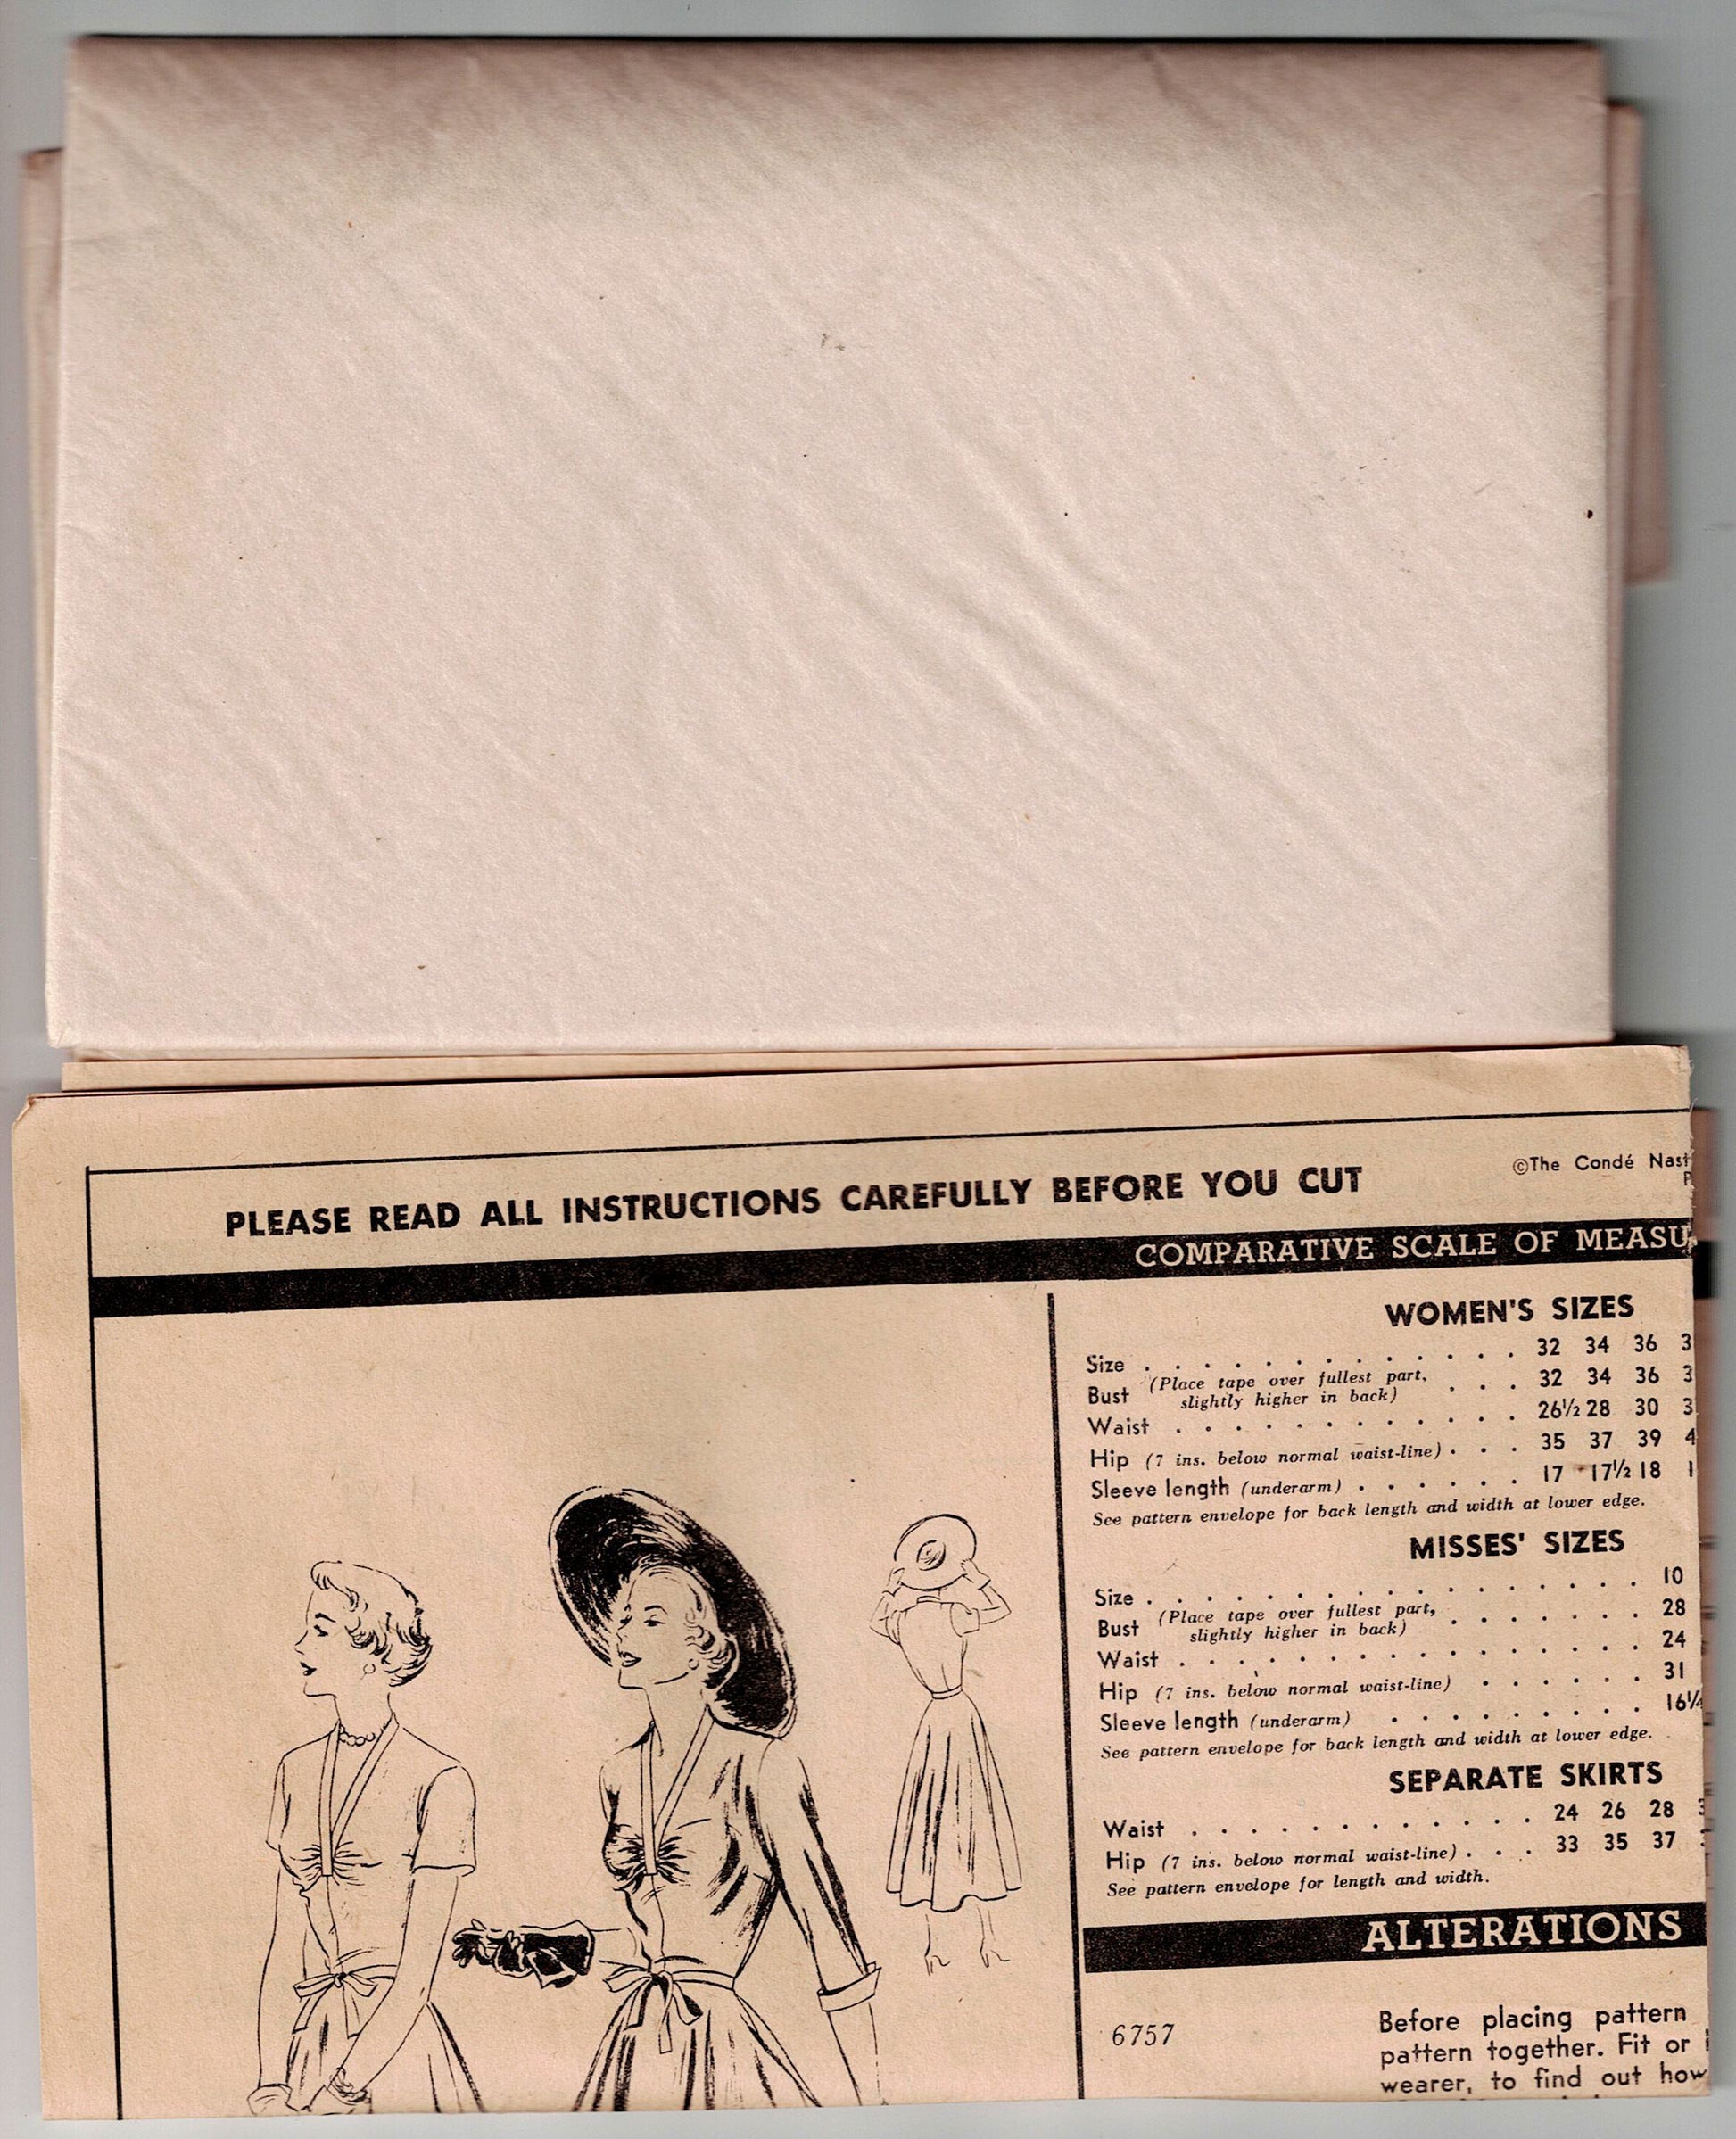 PLEASE READ ALL INSTRUCTIONS CAREFULLY BEFORE YOU CUT
©The Condé Nast
COMPARATIVE SCALE OF MEASU
WOMEN'S SIZES
Size . . . . . . . . . . . . . 32 34 36 3
Bust (Place tape over fullest part, slightly higher in back) . . . 32 34 36 3
Waist . . . . . . . . . . . . 26½ 28 30 3
Hip (7 ins. below normal waist-line) . . . 35 37 39 4
Sleeve length (underarm) . . . . . . 17 17½ 18 1
See pattern envelope for back length and width at lower edge.
MISSES' SIZES
Size . . . . . . . . . . . . . . . . . 10
Bust (Place tape over fullest part, slightly higher in back) . . . . . . . 28
Waist . . . . . . . . . . . . . . . . 24
Hip (7 ins. below normal waist-line) . . . . . . 31
Sleeve length (underarm) . . . . . . . . . 16¼
See pattern envelope for back length and width at lower edge.
SEPARATE SKIRTS
Waist . . . . . . . . . . . . 24 26 28
Hip (7 ins. below normal waist-line) . . . 33 35 37
See pattern envelope for length and width.
ALTERATIONS
6757
Before placing pattern
pattern together. Fit or
wearer, to find out how